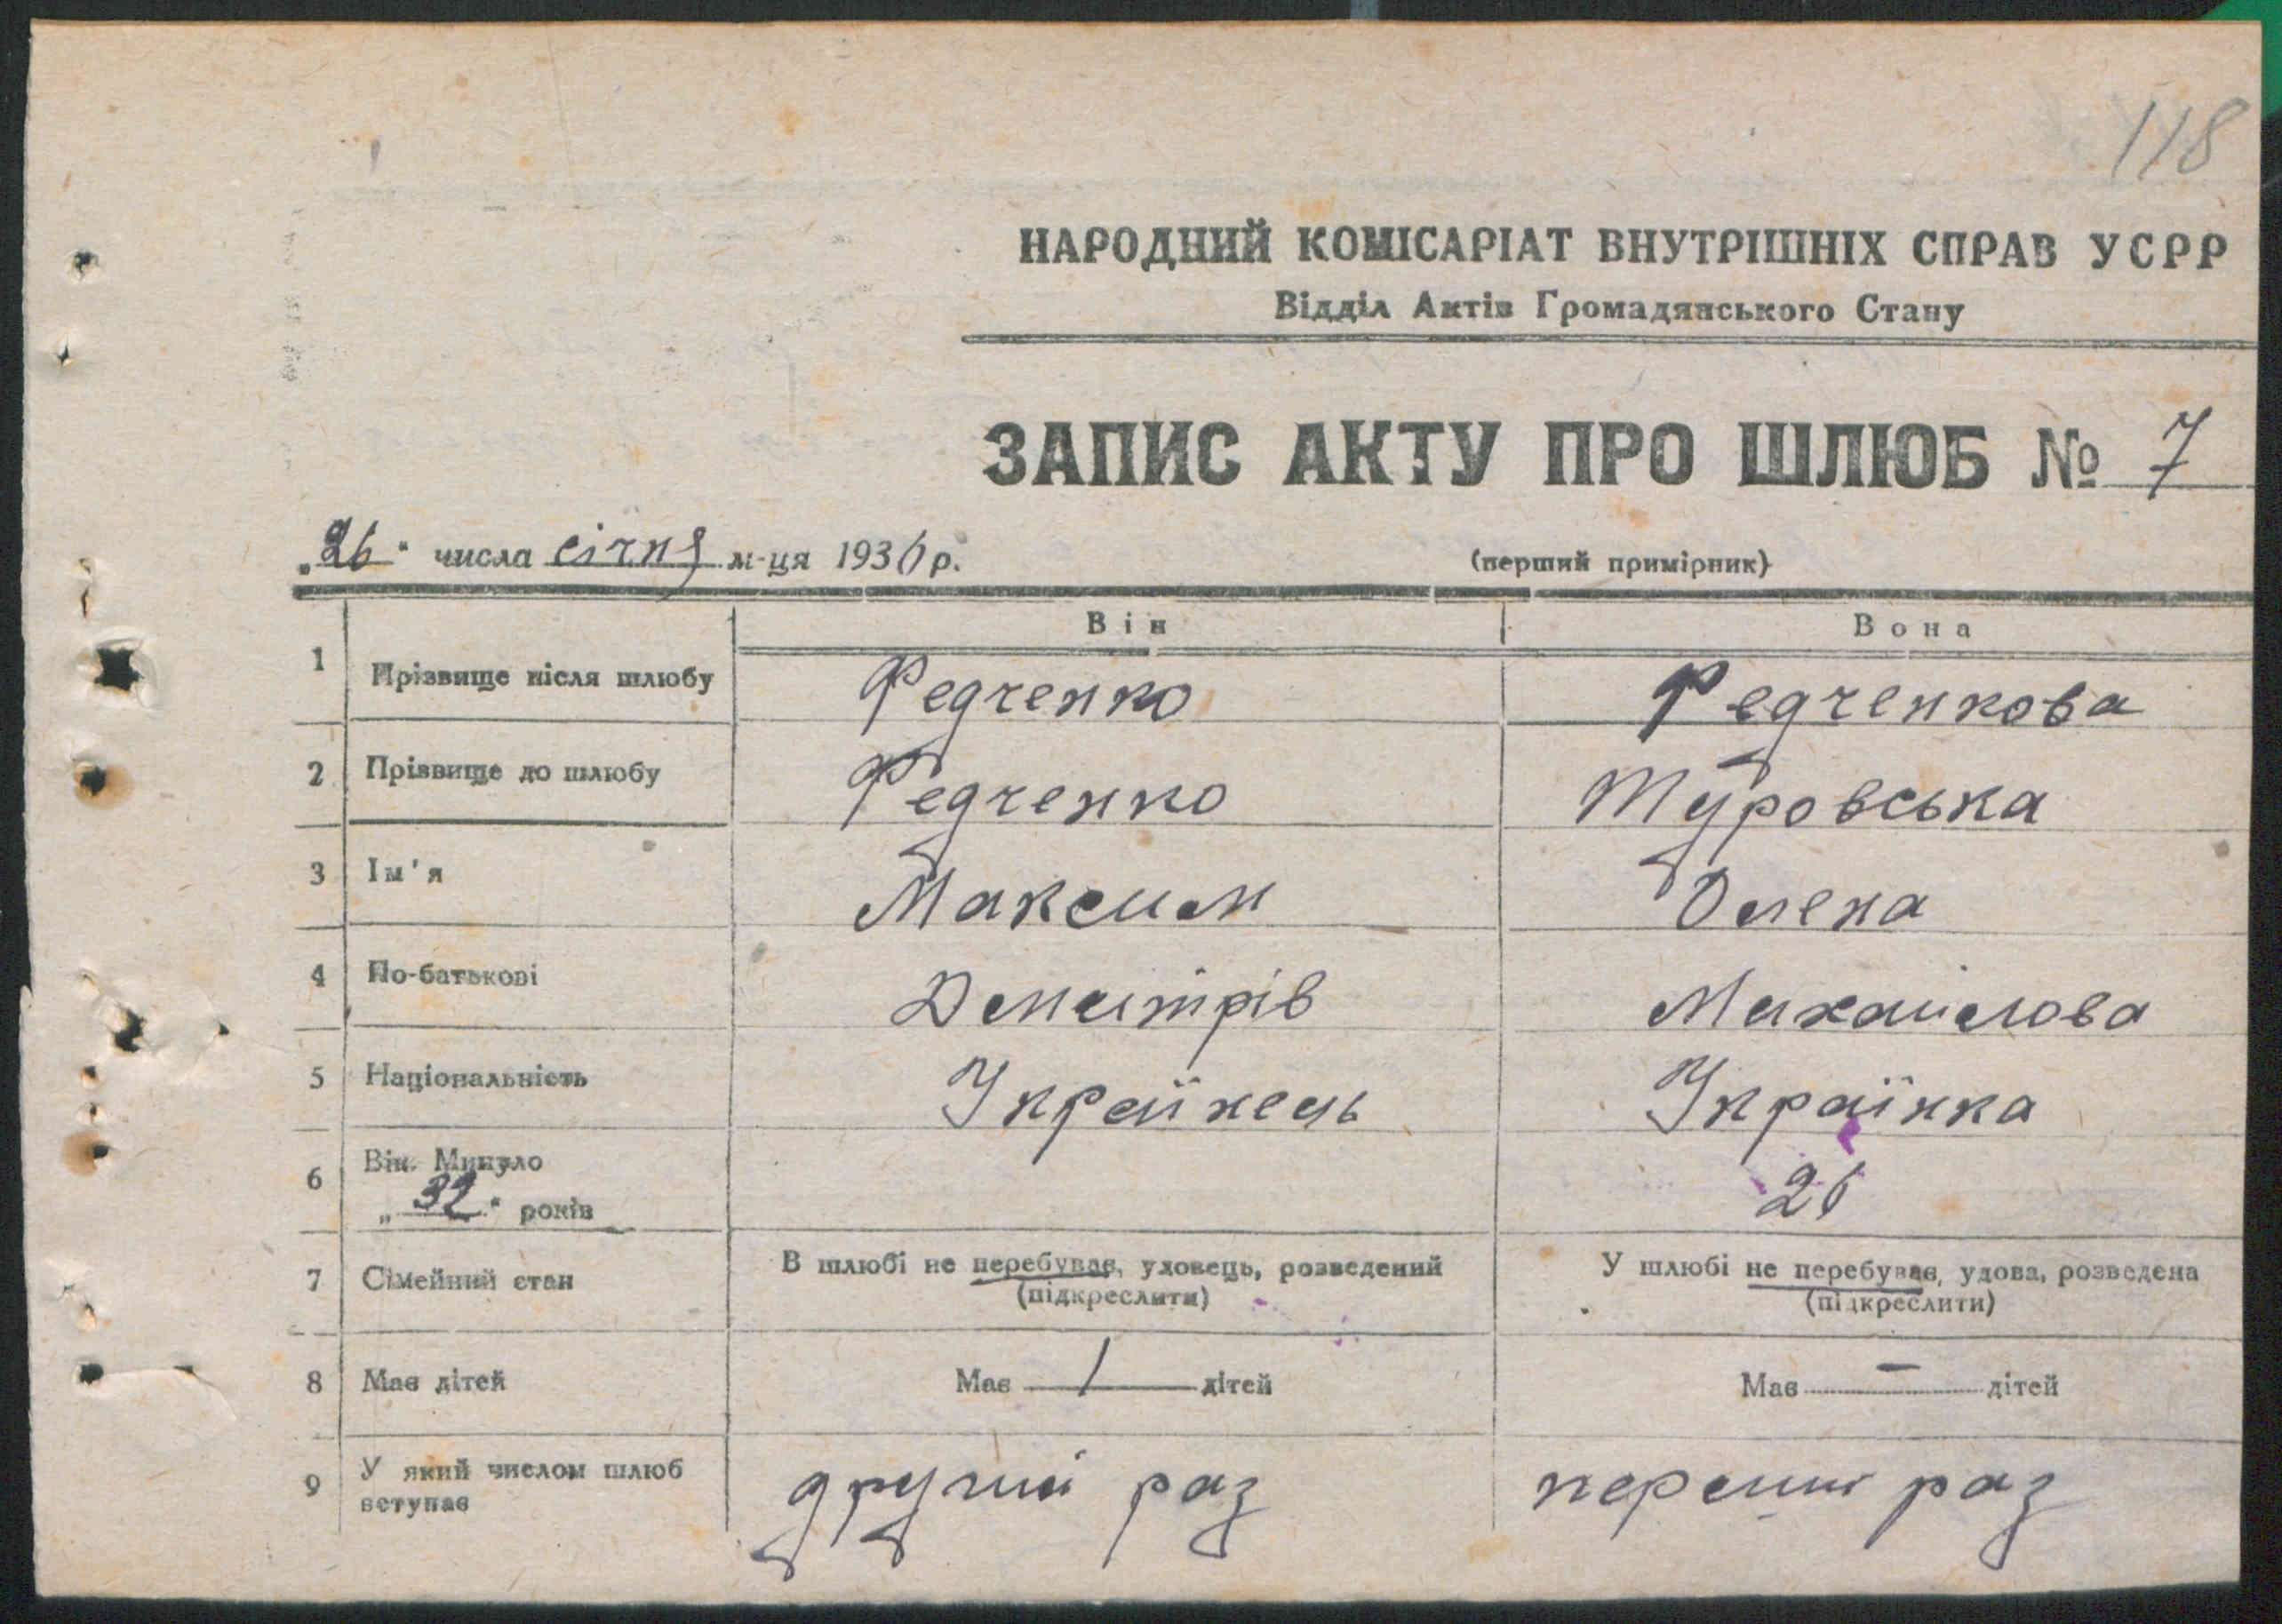 118
НАРОДНИЙ КОМІСАРІАТ ВНУТРІШНІХ СПРАВ УСРР
Відділ Актів Громадянського Стану
ЗАПИС АКТУ ПРО ШЛЮБ № 7
„26“ числа січня м-ця 1936 р.
(перший примірник)
Він
Вона
1 Прізвище після шлюбу Федченко Федченкова
2 Прізвище до шлюбу Федченко Туровська
3 Ім'я Максим Олена
4 По-батькові Дмитрів Михайлова
5 Національність Українець Українка
6 Вік. Минуло
„32“ років 26
7 Сімейний стан В шлюбі не перебуває, удовець, розведений У шлюбі не перебуває, удова, розведена
(підкреслити) (підкреслити)
8 Має дітей Має 1 дітей Має — дітей
9 У який числом шлюб
вступає другий раз перший раз